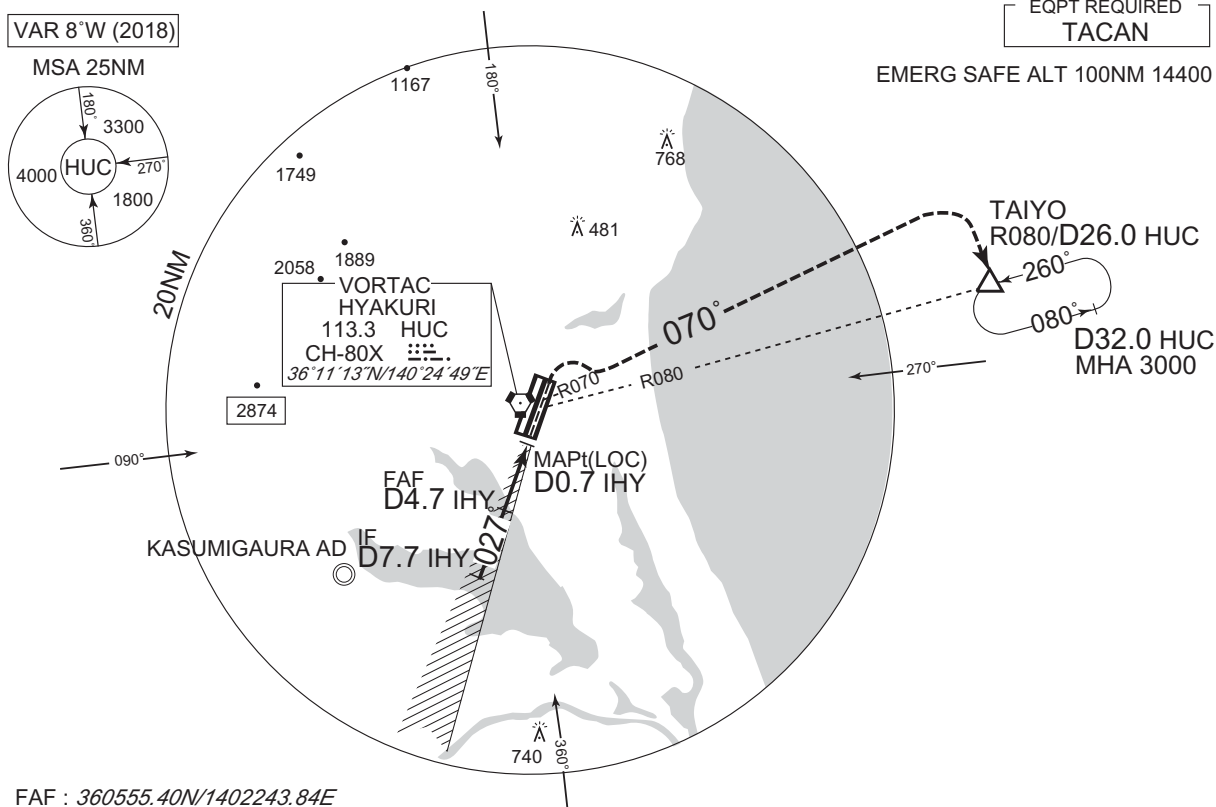 VAR 8°W (2018)
MSA 25NM
180°
3300
HUC
270°
4000
1800
360°
EQPT REQUIRED
TACAN
EMERG SAFE ALT 100NM 14400
180°
1167
768
1749
481
1889
2058
20NM
VORTAC
HYAKURI
113.3 HUC
CH-80X
36°11′13″N/140°24′49″E
TAIYO
R080/D26.0 HUC
260°
080°
D32.0 HUC
MHA 3000
070°
R070
R080
270°
2874
090°
MAPt(LOC)
D0.7 IHY
FAF
D4.7 IHY
IF
D7.7 IHY
027°
KASUMIGAURA AD
740
360°
FAF : 360555.40N/1402243.84E